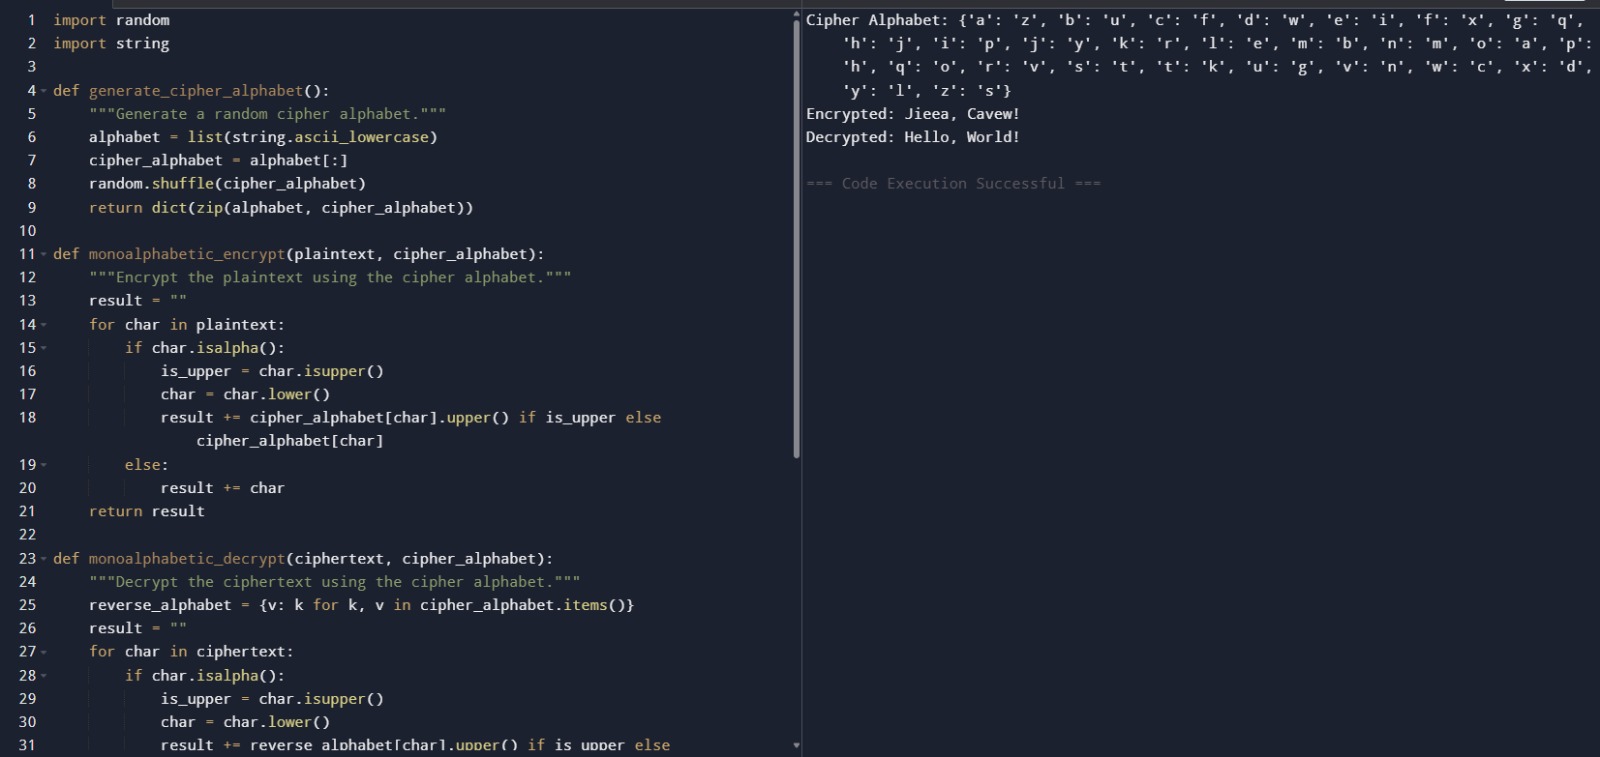 1 import random
2 import string
3
4 def generate_cipher_alphabet():
5     """Generate a random cipher alphabet."""
6     alphabet = list(string.ascii_lowercase)
7     cipher_alphabet = alphabet[:]
8     random.shuffle(cipher_alphabet)
9     return dict(zip(alphabet, cipher_alphabet))
10
11 def monoalphabetic_encrypt(plaintext, cipher_alphabet):
12     """Encrypt the plaintext using the cipher alphabet."""
13     result = ""
14     for char in plaintext:
15         if char.isalpha():
16             is_upper = char.isupper()
17             char = char.lower()
18             result += cipher_alphabet[char].upper() if is_upper else
                cipher_alphabet[char]
19         else:
20             result += char
21     return result
22
23 def monoalphabetic_decrypt(ciphertext, cipher_alphabet):
24     """Decrypt the ciphertext using the cipher alphabet."""
25     reverse_alphabet = {v: k for k, v in cipher_alphabet.items()}
26     result = ""
27     for char in ciphertext:
28         if char.isalpha():
29             is_upper = char.isupper()
30             char = char.lower()
31             result += reverse_alphabet[char].upper() if is_upper else
Cipher Alphabet: {'a': 'z', 'b': 'u', 'c': 'f', 'd': 'w', 'e': 'i', 'f': 'x', 'g': 'q',
    'h': 'j', 'i': 'p', 'j': 'y', 'k': 'r', 'l': 'e', 'm': 'b', 'n': 'm', 'o': 'a', 'p':
    'h', 'q': 'o', 'r': 'v', 's': 't', 't': 'k', 'u': 'g', 'v': 'n', 'w': 'c', 'x': 'd',
    'y': 'l', 'z': 's'}
Encrypted: Jieea, Cavew!
Decrypted: Hello, World!

=== Code Execution Successful ===